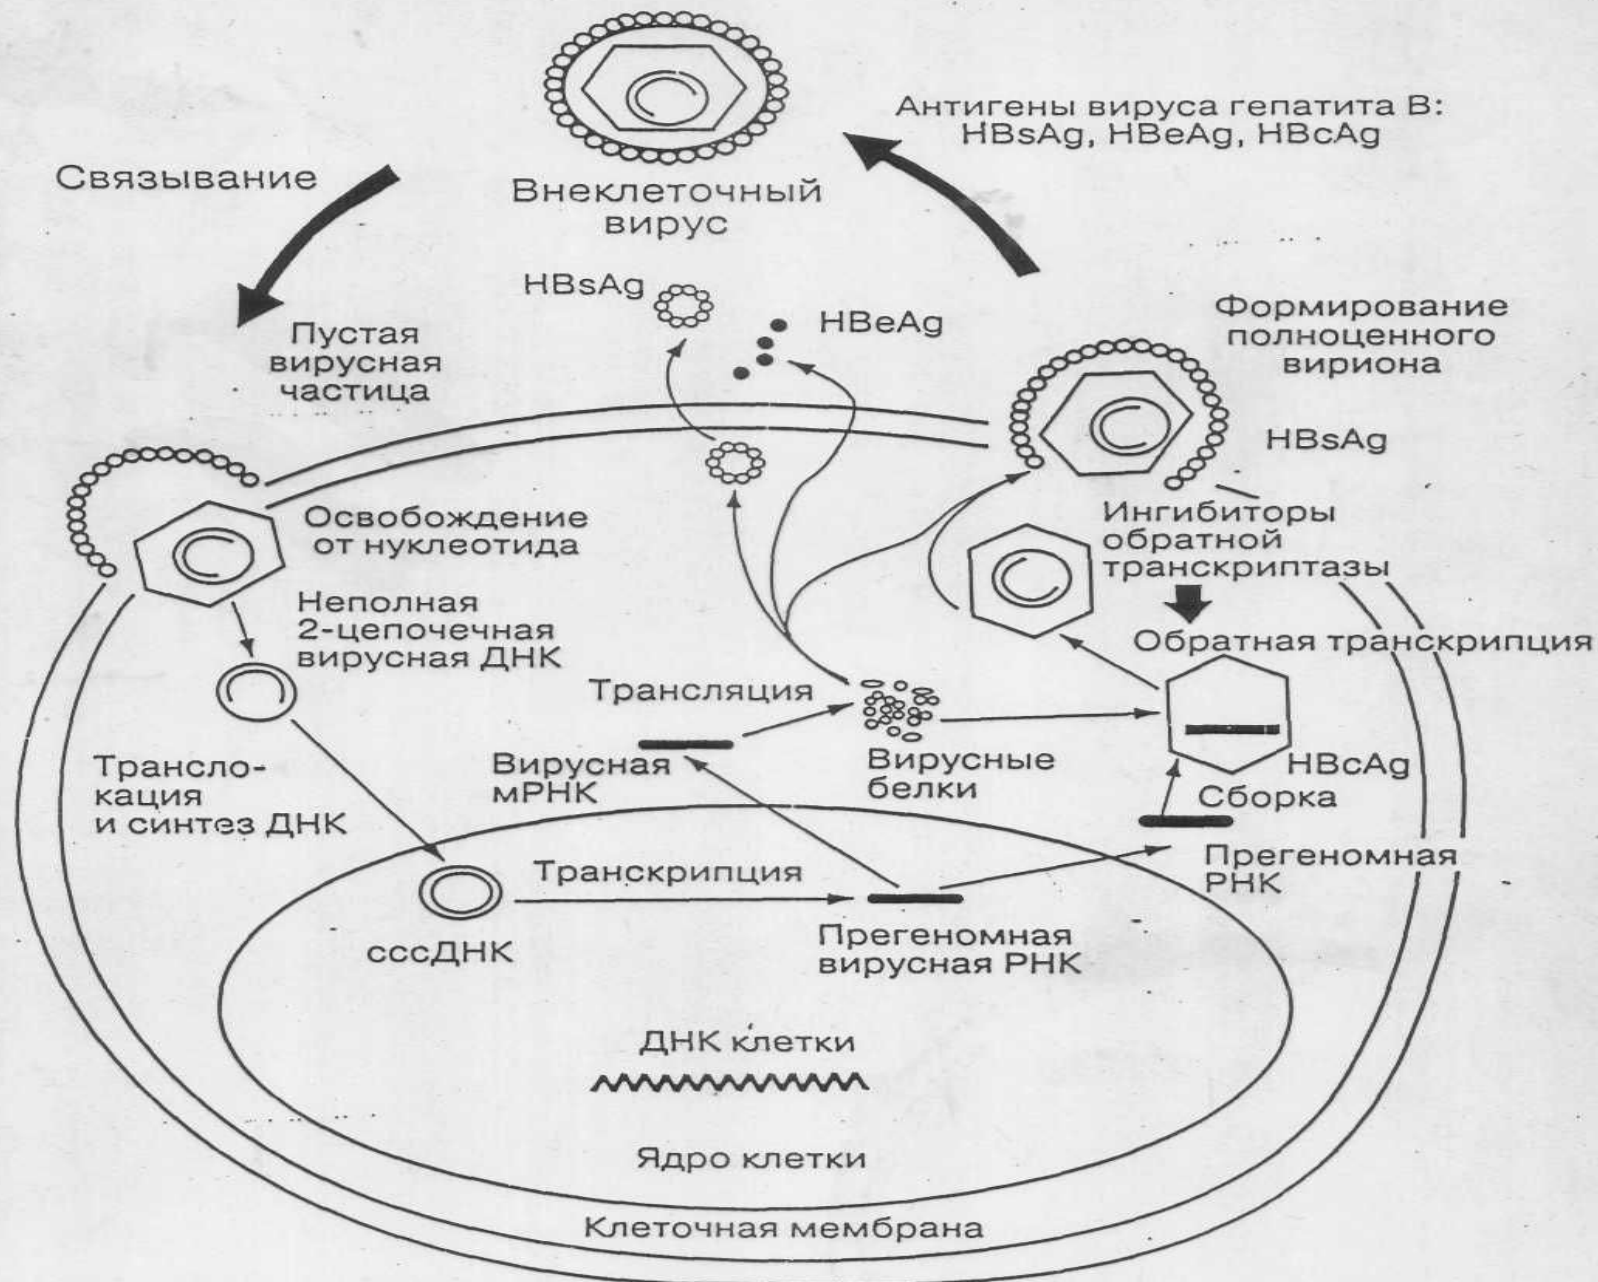 Антигены вируса гепатита В:
HBsAg, HBeAg, HBcAg
Связывание
Внеклеточный
вирус
HBsAg
HBeAg
Пустая
вирусная
частица
Формирование
полноценного
вириона
HBsAg
Освобождение
от нуклеотида
Ингибиторы
обратной
транскриптазы
Неполная
2-цепочечная
вирусная ДНК
Обратная транскрипция
Трансляция
Трансло-
кация
и синтез ДНК
Вирусная
мРНК
Вирусные
белки
HBcAg
Сборка
Транскрипция
Прегеномная
РНК
сссДНК
Прегеномная
вирусная РНК
ДНК клетки
Ядро клетки
Клеточная мембрана